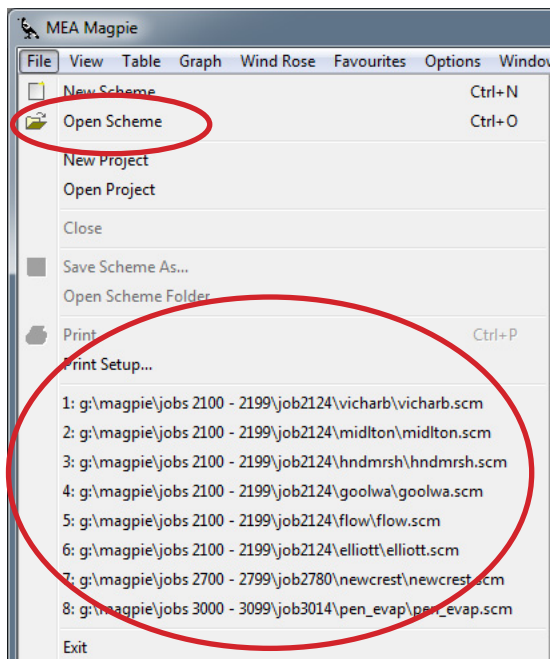 MEA Magpie
File View Table Graph Wind Rose Favourites Options Window
New Scheme Ctrl+N
Open Scheme Ctrl+O
New Project
Open Project
Close
Save Scheme As...
Open Scheme Folder
Print Ctrl+P
Print Setup...
1: g:\magpie\jobs 2100 - 2199\job2124\vicharb\vicharb.scm
2: g:\magpie\jobs 2100 - 2199\job2124\midlton\midlton.scm
3: g:\magpie\jobs 2100 - 2199\job2124\hndmrsh\hndmrsh.scm
4: g:\magpie\jobs 2100 - 2199\job2124\goolwa\goolwa.scm
5: g:\magpie\jobs 2100 - 2199\job2124\flow\flow.scm
6: g:\magpie\jobs 2100 - 2199\job2124\elliott\elliott.scm
7: g:\magpie\jobs 2700 - 2799\job2780\newcrest\newcrest.scm
8: g:\magpie\jobs 3000 - 3099\job3014\pen_evap\pen_evap.scm
Exit